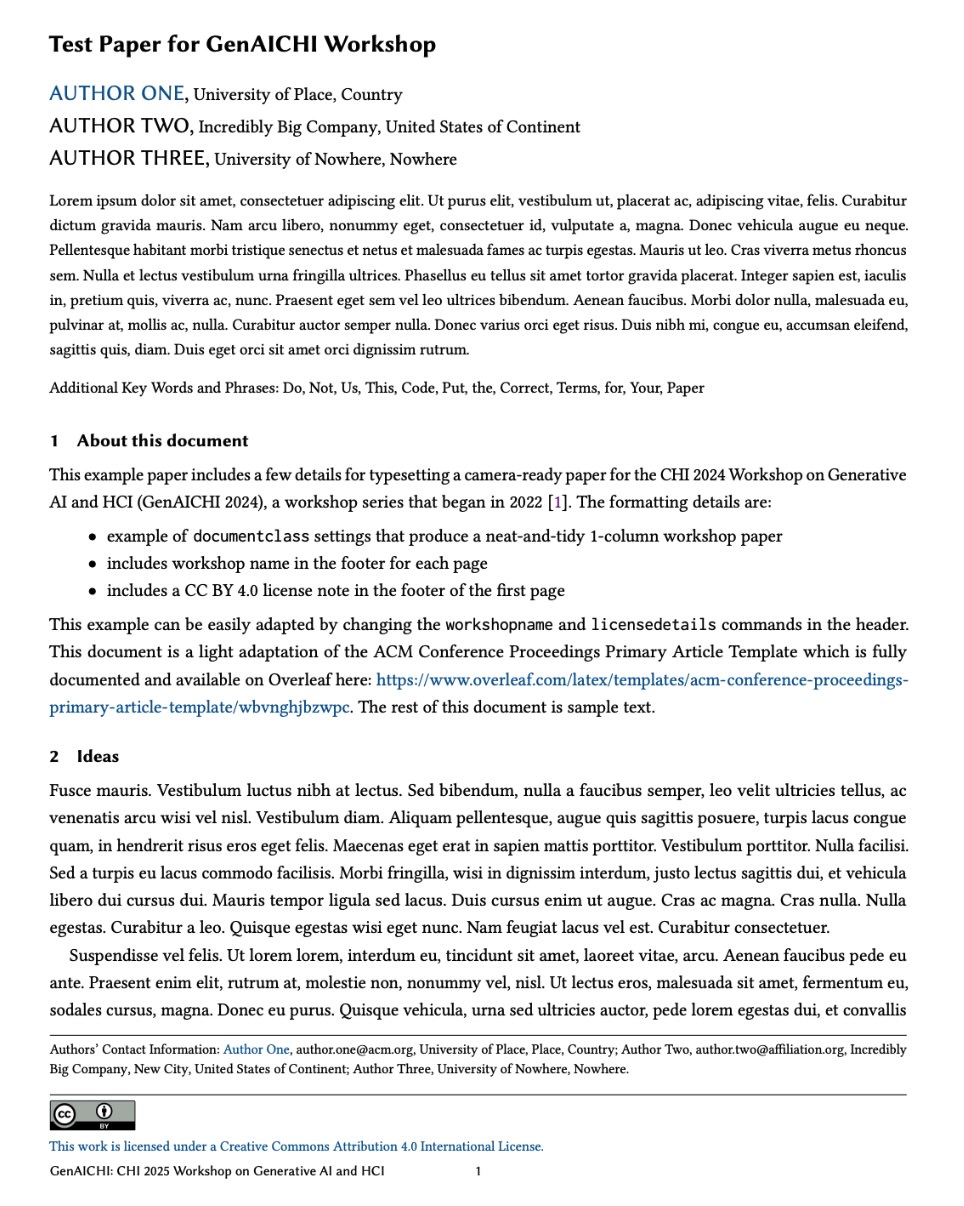 Test Paper for GenAICHI Workshop
AUTHOR ONE, University of Place, Country
AUTHOR TWO, Incredibly Big Company, United States of Continent
AUTHOR THREE, University of Nowhere, Nowhere
Lorem ipsum dolor sit amet, consectetuer adipiscing elit. Ut purus elit, vestibulum ut, placerat ac, adipiscing vitae, felis. Curabitur
dictum gravida mauris. Nam arcu libero, nonummy eget, consectetuer id, vulputate a, magna. Donec vehicula augue eu neque.
Pellentesque habitant morbi tristique senectus et netus et malesuada fames ac turpis egestas. Mauris ut leo. Cras viverra metus rhoncus
sem. Nulla et lectus vestibulum urna fringilla ultrices. Phasellus eu tellus sit amet tortor gravida placerat. Integer sapien est, iaculis
in, pretium quis, viverra ac, nunc. Praesent eget sem vel leo ultrices bibendum. Aenean faucibus. Morbi dolor nulla, malesuada eu,
pulvinar at, mollis ac, nulla. Curabitur auctor semper nulla. Donec varius orci eget risus. Duis nibh mi, congue eu, accumsan eleifend,
sagittis quis, diam. Duis eget orci sit amet orci dignissim rutrum.
Additional Key Words and Phrases: Do, Not, Us, This, Code, Put, the, Correct, Terms, for, Your, Paper
1 About this document
This example paper includes a few details for typesetting a camera-ready paper for the CHI 2024 Workshop on Generative
AI and HCI (GenAICHI 2024), a workshop series that began in 2022 [1]. The formatting details are:
• example of documentclass settings that produce a neat-and-tidy 1-column workshop paper
• includes workshop name in the footer for each page
• includes a CC BY 4.0 license note in the footer of the first page
This example can be easily adapted by changing the workshopname and licensedetails commands in the header.
This document is a light adaptation of the ACM Conference Proceedings Primary Article Template which is fully
documented and available on Overleaf here: https://www.overleaf.com/latex/templates/acm-conference-proceedings-
primary-article-template/wbvnghjbzwpc. The rest of this document is sample text.
2 Ideas
Fusce mauris. Vestibulum luctus nibh at lectus. Sed bibendum, nulla a faucibus semper, leo velit ultricies tellus, ac
venenatis arcu wisi vel nisl. Vestibulum diam. Aliquam pellentesque, augue quis sagittis posuere, turpis lacus congue
quam, in hendrerit risus eros eget felis. Maecenas eget erat in sapien mattis porttitor. Vestibulum porttitor. Nulla facilisi.
Sed a turpis eu lacus commodo facilisis. Morbi fringilla, wisi in dignissim interdum, justo lectus sagittis dui, et vehicula
libero dui cursus dui. Mauris tempor ligula sed lacus. Duis cursus enim ut augue. Cras ac magna. Cras nulla. Nulla
egestas. Curabitur a leo. Quisque egestas wisi eget nunc. Nam feugiat lacus vel est. Curabitur consectetuer.
Suspendisse vel felis. Ut lorem lorem, interdum eu, tincidunt sit amet, laoreet vitae, arcu. Aenean faucibus pede eu
ante. Praesent enim elit, rutrum at, molestie non, nonummy vel, nisl. Ut lectus eros, malesuada sit amet, fermentum eu,
sodales cursus, magna. Donec eu purus. Quisque vehicula, urna sed ultricies auctor, pede lorem egestas dui, et convallis
Authors' Contact Information: Author One, author.one@acm.org, University of Place, Place, Country; Author Two, author.two@affiliation.org, Incredibly
Big Company, New City, United States of Continent; Author Three, University of Nowhere, Nowhere.
cc BY
This work is licensed under a Creative Commons Attribution 4.0 International License.
GenAICHI: CHI 2025 Workshop on Generative AI and HCI 1